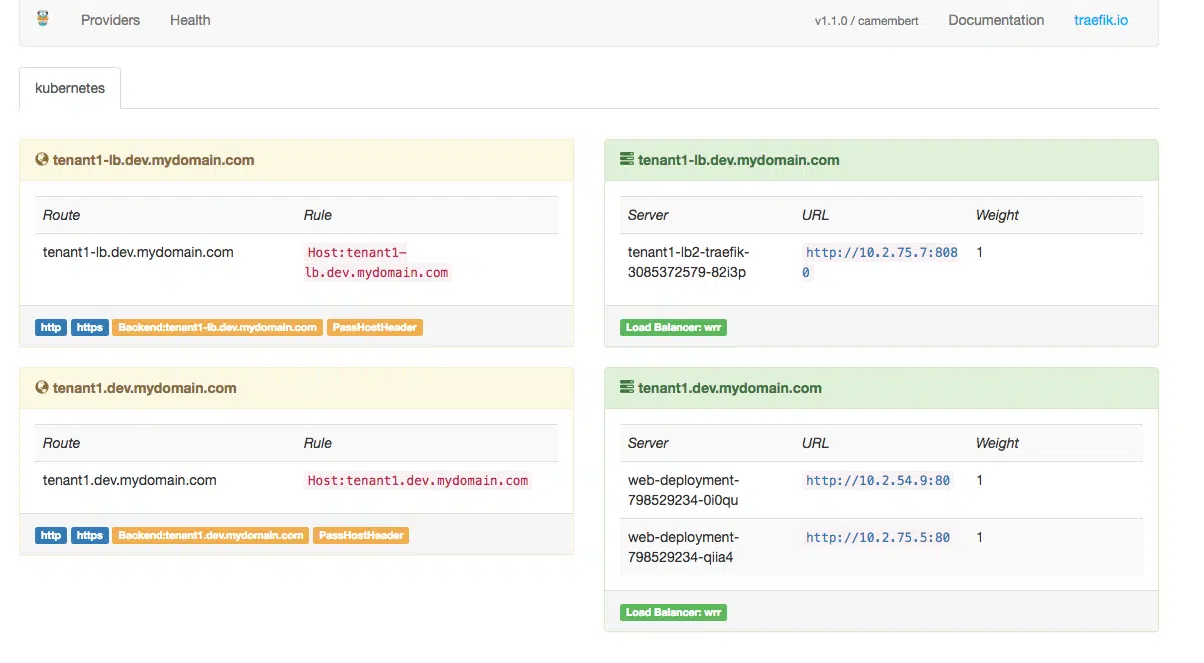 Providers Health v1.1.0 / camembert Documentation traefik.io
kubernetes
tenant1-lb.dev.mydomain.com
Route Rule
tenant1-lb.dev.mydomain.com Host:tenant1-
lb.dev.mydomain.com
http https Backend:tenant1-lb.dev.mydomain.com PassHostHeader
tenant1-lb.dev.mydomain.com
Server URL Weight
tenant1-lb2-traefik- http://10.2.75.7:808 1
3085372579-82i3p 0
Load Balancer: wrr
tenant1.dev.mydomain.com
Route Rule
tenant1.dev.mydomain.com Host:tenant1.dev.mydomain.com
http https Backend:tenant1.dev.mydomain.com PassHostHeader
tenant1.dev.mydomain.com
Server URL Weight
web-deployment- http://10.2.54.9:80 1
798529234-0i0qu
web-deployment- http://10.2.75.5:80 1
798529234-qiia4
Load Balancer: wrr